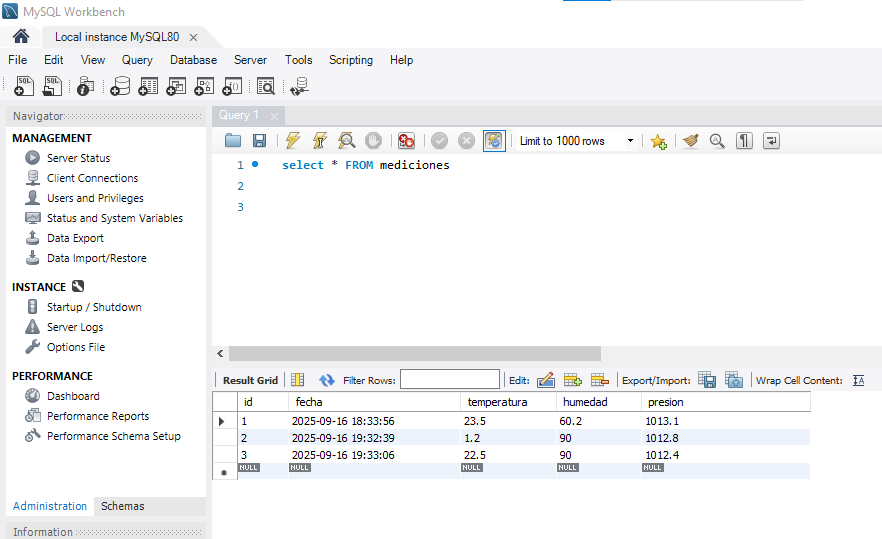 MySQL Workbench
Local instance MySQL80
File Edit View Query Database Server Tools Scripting Help
Navigator
MANAGEMENT
Server Status
Client Connections
Users and Privileges
Status and System Variables
Data Export
Data Import/Restore
INSTANCE
Startup / Shutdown
Server Logs
Options File
PERFORMANCE
Dashboard
Performance Reports
Performance Schema Setup
Administration Schemas
Information
Query 1
Limit to 1000 rows
1 select * FROM mediciones
2
3
Result Grid Filter Rows: Edit: Export/Import: Wrap Cell Content:
id fecha temperatura humedad presion
1 2025-09-16 18:33:56 23.5 60.2 1013.1
2 2025-09-16 19:32:39 1.2 90 1012.8
3 2025-09-16 19:33:06 22.5 90 1012.4
NULL NULL NULL NULL NULL